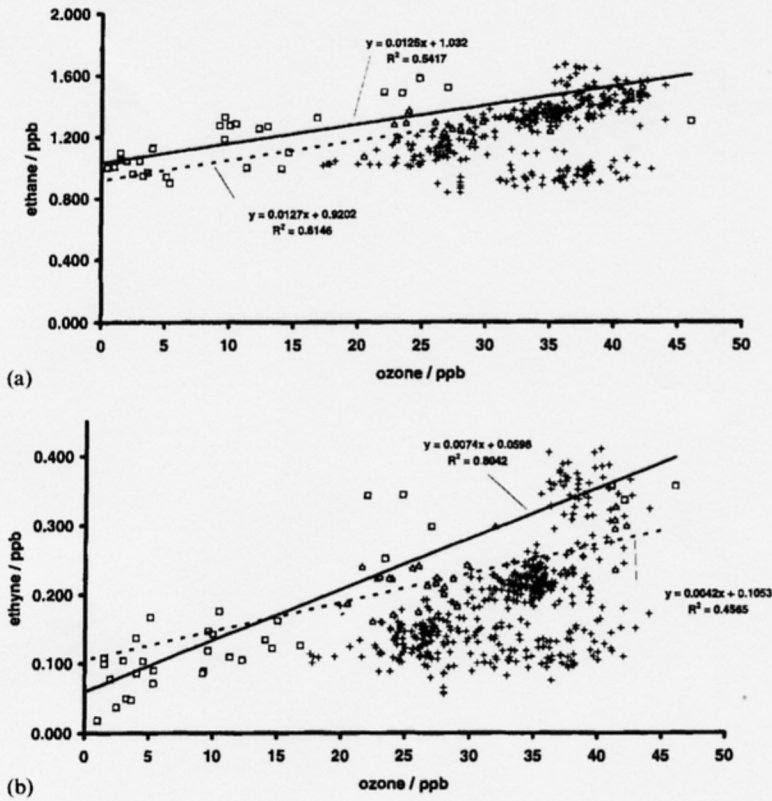 2.000
1.600
1.200
0.800
0.400
0.000
ethane / ppb
y = 0.0125x + 1.032
R² = 0.5417
y = 0.0127x + 0.9202
R² = 0.6146
0 5 10 15 20 25 30 35 40 45 50
ozone / ppb
(a)
0.400
0.300
0.200
0.100
0.000
ethyne / ppb
y = 0.0074x + 0.0596
R² = 0.8042
y = 0.0042x + 0.1053
R² = 0.4565
0 5 10 15 20 25 30 35 40 45 50
ozone / ppb
(b)